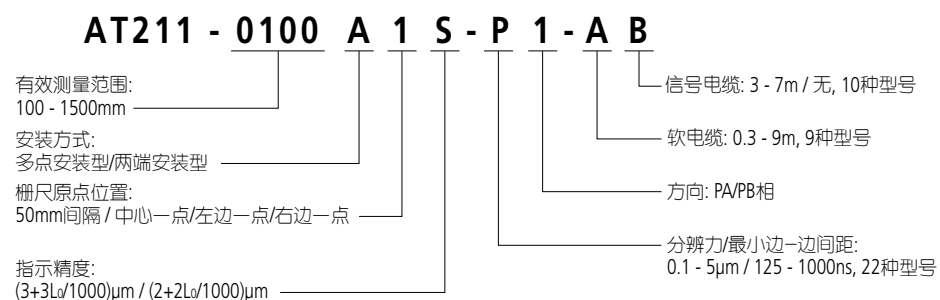 AT211 - 0100 A 1 S - P 1 - A B
有效测量范围:
100 - 1500mm
安装方式:
多点安装型/两端安装型
栅尺原点位置:
50mm间隔 / 中心一点/左边一点/右边一点
指示精度:
(3+3L₀/1000)μm / (2+2L₀/1000)μm
信号电缆: 3 - 7m / 无, 10种型号
软电缆: 0.3 - 9m, 9种型号
方向: PA/PB相
分辨力/最小边-边间距:
0.1 - 5μm / 125 - 1000ns, 22种型号